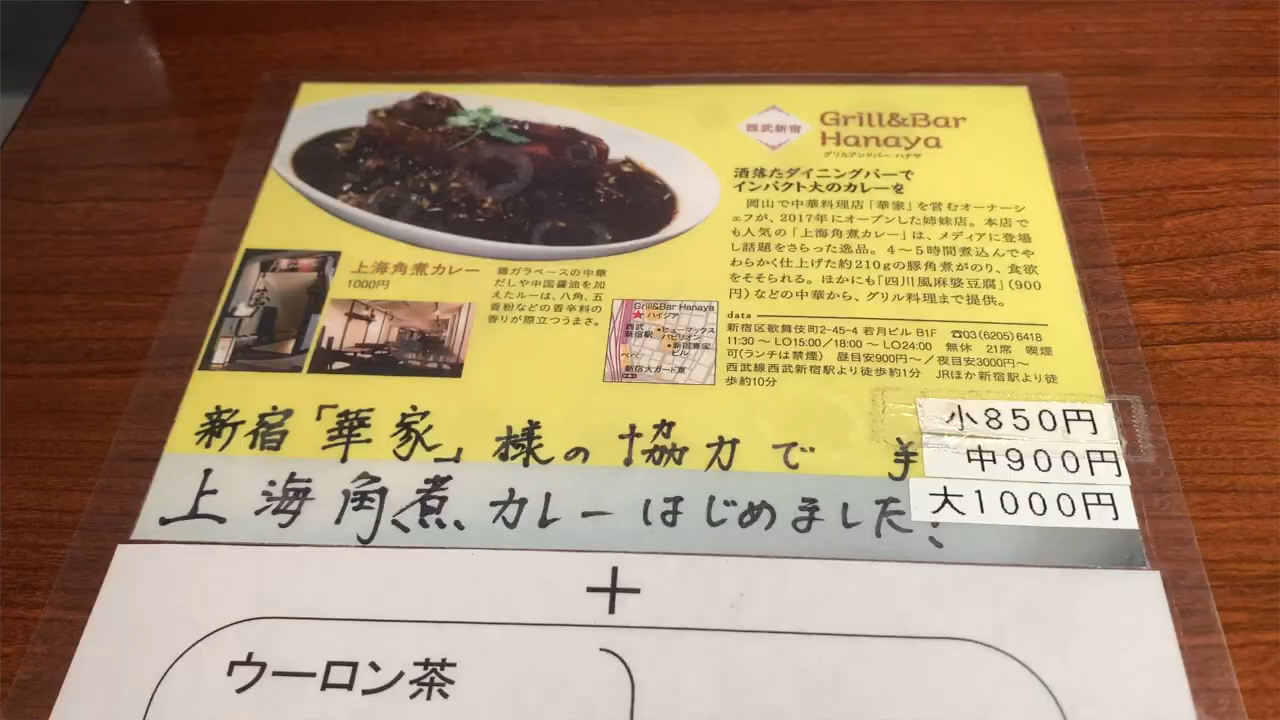 西武新宿
Grill&Bar
Hanaya
グリルアンドバー ハナヤ
洒落たダイニングバーで
インパクト大のカレーを
岡山で中華料理店「華家」を営むオーナーシ
ェフが、2017年にオープンした姉妹店。本店で
も人気の「上海角煮カレー」は、メディアに登場
し話題をさらった逸品。4～5時間煮込んでや
わらかく仕上げた約210gの豚角煮がのり、食欲
をそそられる。ほかにも「四川風麻婆豆腐」(900
円)などの中華から、グリル料理まで提供。
上海角煮カレー
1000円
鶏ガラベースの中華
だしや中国醤油を加
えたルーは、八角、五
香粉などの香辛料の
香りが際立つうまさ。
Grill&Bar Hanaya
ハイジア
西武
新宿駅
ヒューマックス
パビリオン
新宿東宝
ビル
ペペ
新宿大ガード東
data
新宿区歌舞伎町2-45-4 若月ビル B1F ☎03(6205)6418
11:30 ～ LO15:00／18:00 ～ LO24:00 無休 21席 喫煙
可(ランチは禁煙) 昼目安900円～／夜目安3000円～
西武線西武新宿駅より徒歩約1分 JRほか新宿駅より徒
歩約10分
新宿「華家」様の協力で ¥
上海角煮カレーはじめました!
小850円
中900円
大1000円
＋
ウーロン茶